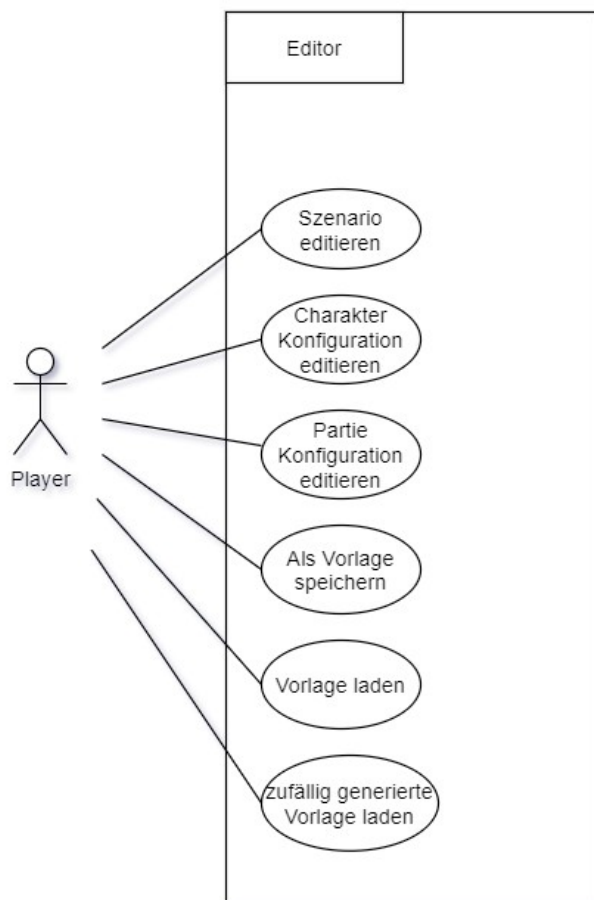 Editor
Szenario
editieren
Charakter
Konfiguration
editieren
Partie
Konfiguration
editieren
Player
Als Vorlage
speichern
Vorlage laden
zufällig generierte
Vorlage laden